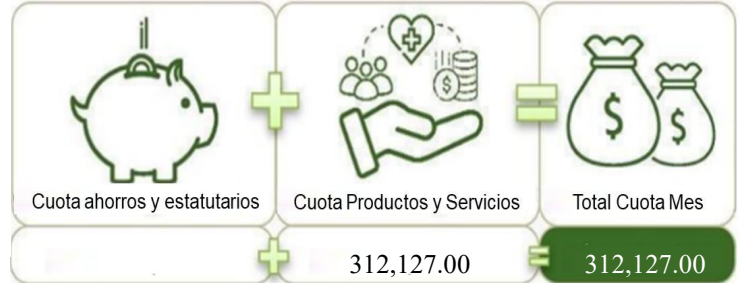 Cuota ahorros y estatutarios
Cuota Productos y Servicios
Total Cuota Mes
312,127.00
312,127.00